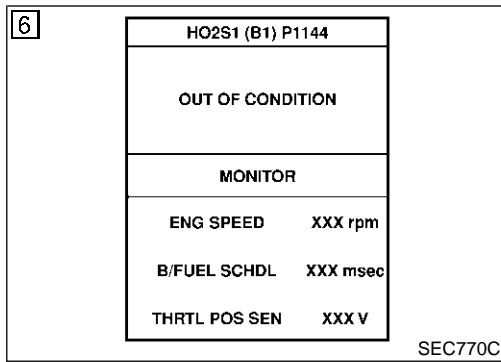 6
HO2S1 (B1) P1144
OUT OF CONDITION
MONITOR
ENG SPEED XXX rpm
B/FUEL SCHDL XXX msec
THRTL POS SEN XXX V
SEC770C